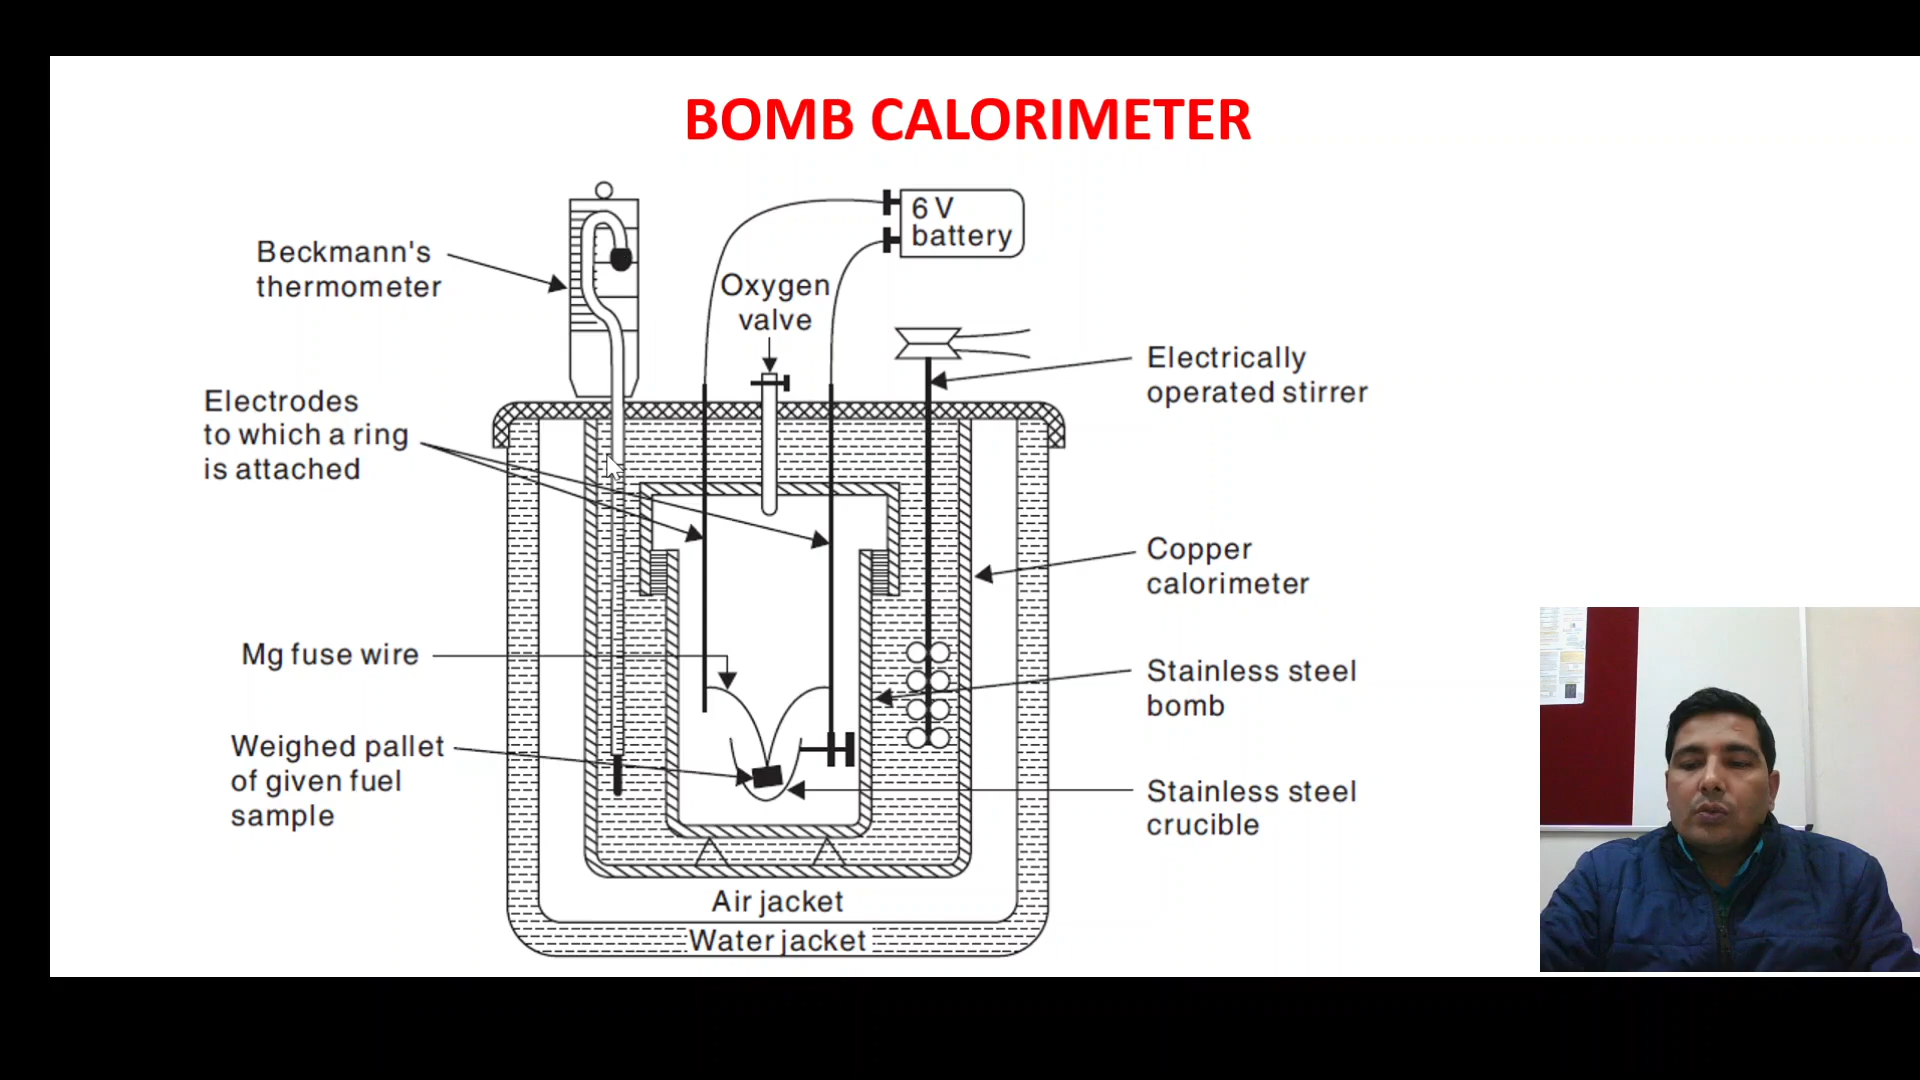 BOMB CALORIMETER
6 V
battery
Beckmann's
thermometer
Oxygen
valve
Electrically
operated stirrer
Electrodes
to which a ring
is attached
Copper
calorimeter
Mg fuse wire
Stainless steel
bomb
Weighed pallet
of given fuel
sample
Stainless steel
crucible
Air jacket
Water jacket